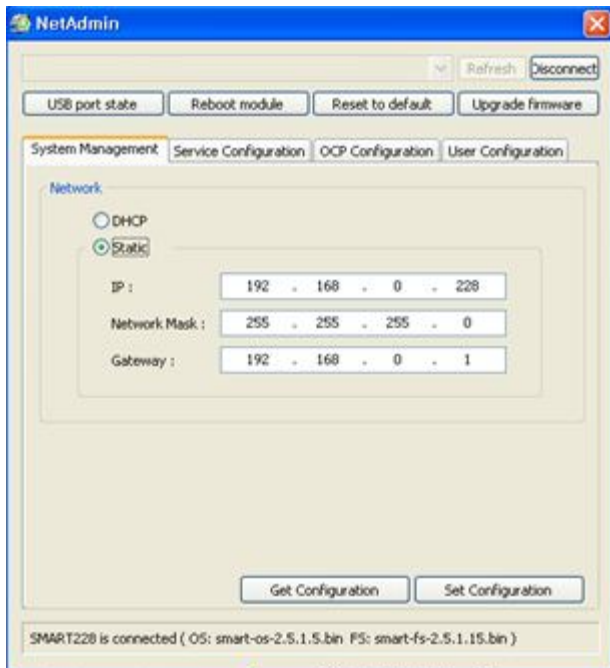 NetAdmin
Refresh Disconnect
USB port state Reboot module Reset to default Upgrade firmware
System Management Service Configuration OCP Configuration User Configuration
Network
DHCP
Static
IP : 192 . 168 . 0 . 228
Network Mask : 255 . 255 . 255 . 0
Gateway : 192 . 168 . 0 . 1
Get Configuration Set Configuration
SMART228 is connected ( OS: smart-os-2.5.1.5.bin FS: smart-fs-2.5.1.15.bin )